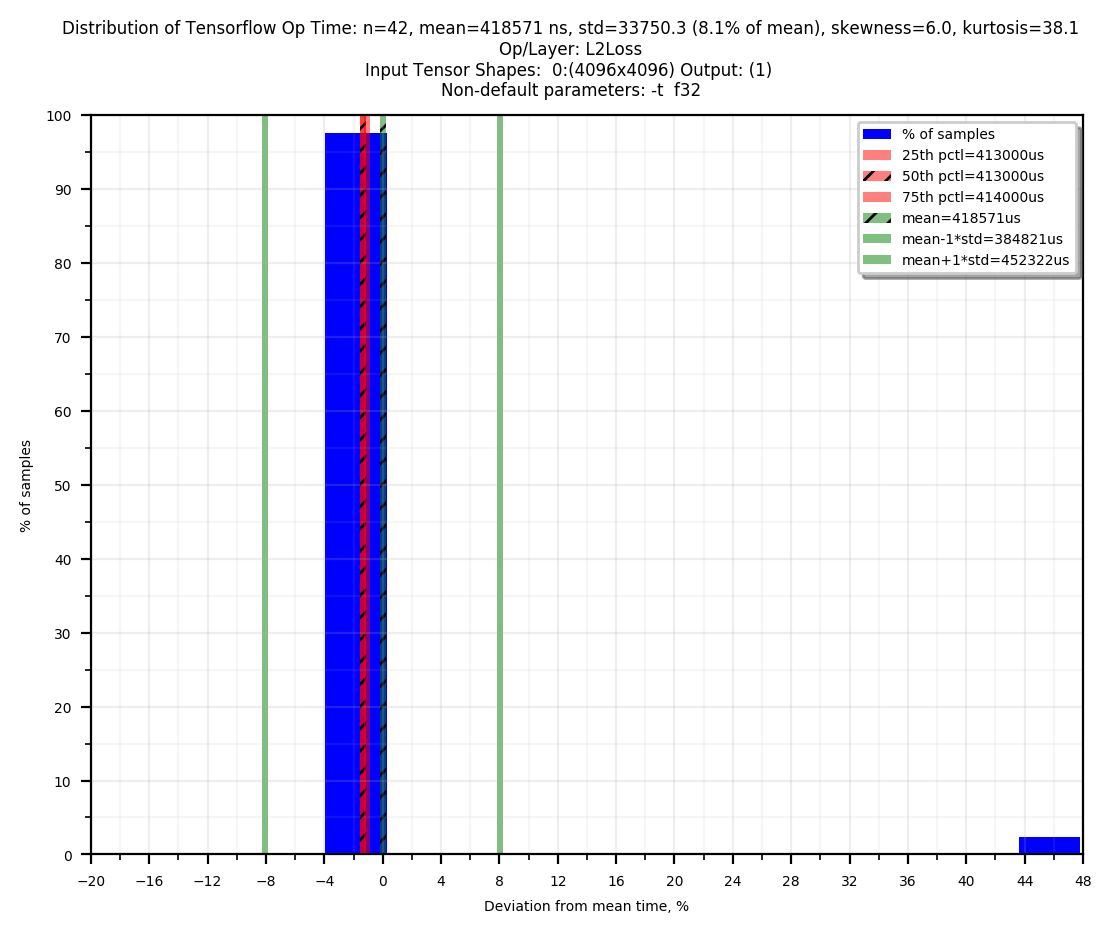 Distribution of Tensorflow Op Time: n=42, mean=418571 ns, std=33750.3 (8.1% of mean), skewness=6.0, kurtosis=38.1
Op/Layer: L2Loss
Input Tensor Shapes:  0:(4096x4096) Output: (1)
Non-default parameters: -t  f32
% of samples
25th pctl=413000us
50th pctl=413000us
75th pctl=414000us
mean=418571us
mean-1*std=384821us
mean+1*std=452322us
100
90
80
70
60
50
40
30
20
10
0
% of samples
−20 −16 −12 −8 −4 0 4 8 12 16 20 24 28 32 36 40 44 48
Deviation from mean time, %